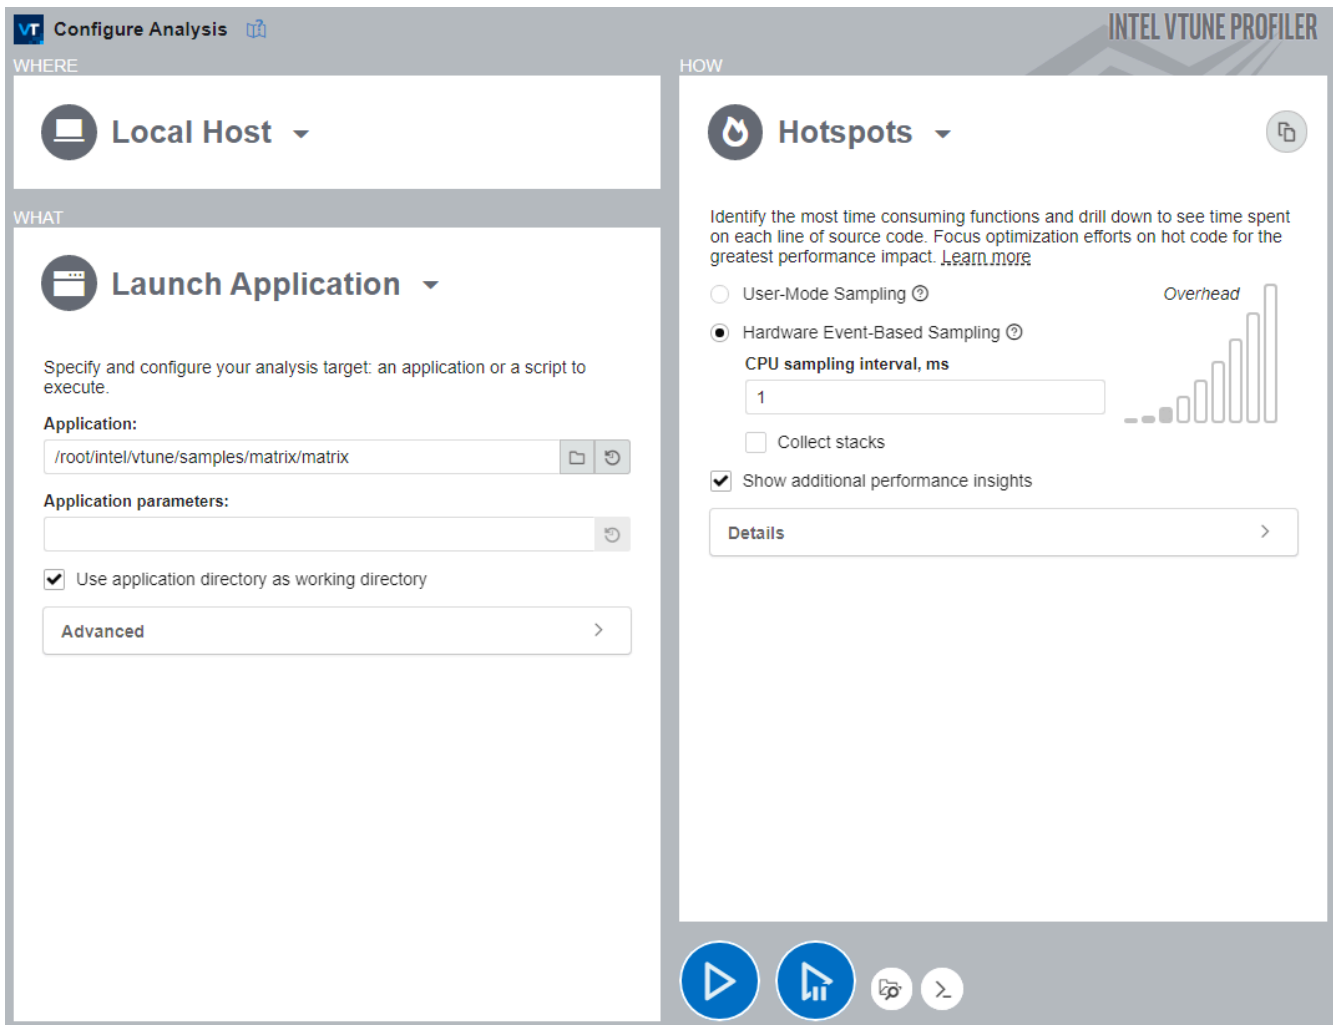 VT Configure Analysis
INTEL VTUNE PROFILER
WHERE
Local Host
WHAT
Launch Application
Specify and configure your analysis target: an application or a script to
execute.
Application:
/root/intel/vtune/samples/matrix/matrix
Application parameters:
Use application directory as working directory
Advanced
HOW
Hotspots
Identify the most time consuming functions and drill down to see time spent
on each line of source code. Focus optimization efforts on hot code for the
greatest performance impact. Learn more
User-Mode Sampling
Overhead
Hardware Event-Based Sampling
CPU sampling interval, ms
1
Collect stacks
Show additional performance insights
Details